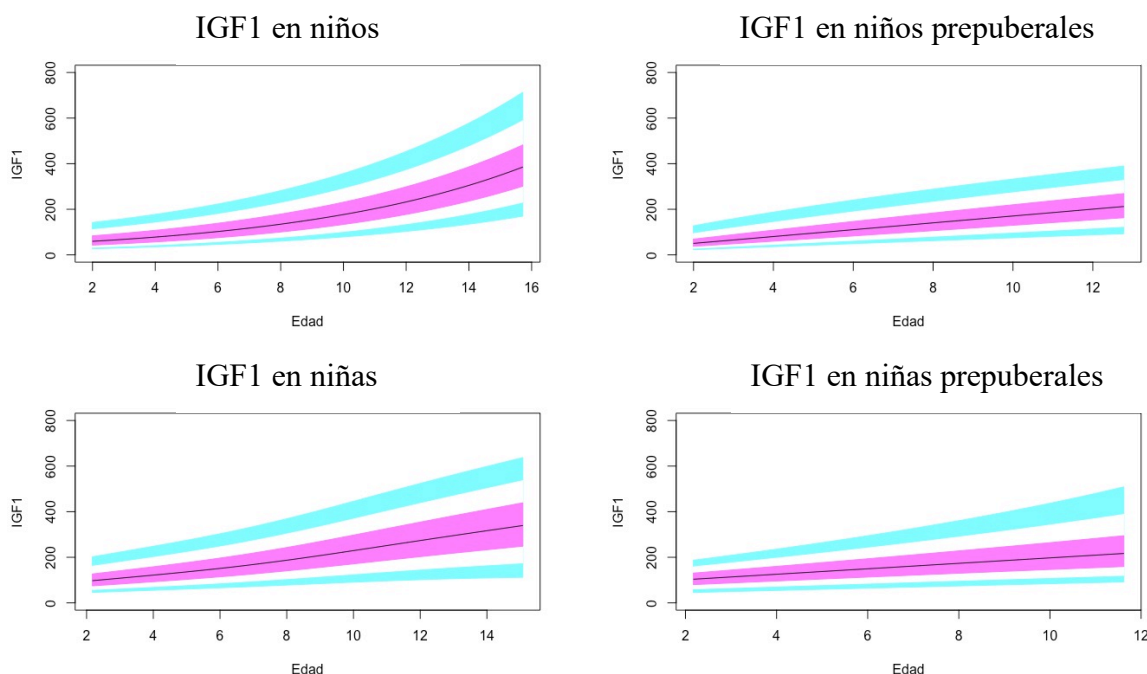 IGF1 en niños
IGF1 en niños prepuberales
800
600
400
200
0
IGF1
2 4 6 8 10 12 14 16
Edad
800
600
400
200
0
IGF1
2 4 6 8 10 12
Edad
IGF1 en niñas
IGF1 en niñas prepuberales
800
600
400
200
0
IGF1
2 4 6 8 10 12 14
Edad
800
600
400
200
0
IGF1
2 4 6 8 10 12
Edad